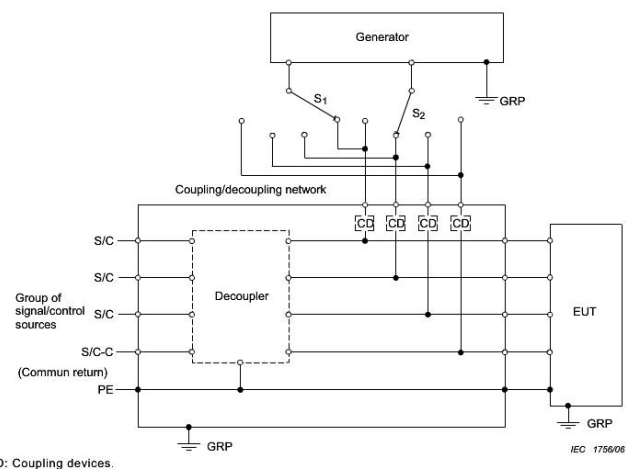 Generator
S1
S2
GRP
Coupling/decoupling network
CD CD CD CD
S/C
S/C
Decoupler
Group of
signal/control
sources
S/C
EUT
S/C-C
(Commun return)
PE
GRP
GRP
IEC 1756/06
D: Coupling devices.